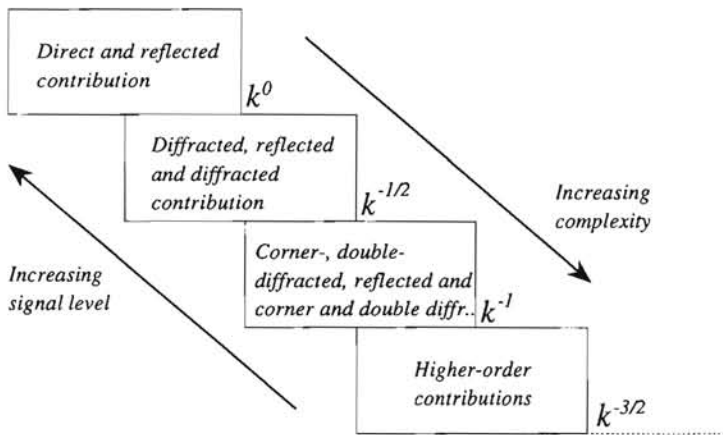 Direct and reflected
contribution
k⁰
Diffracted, reflected
and diffracted
contribution
k⁻¹/²
Increasing
complexity
Increasing
signal level
Corner-, double-
diffracted, reflected and
corner and double diffr..
k⁻¹
Higher-order
contributions
k⁻³/²